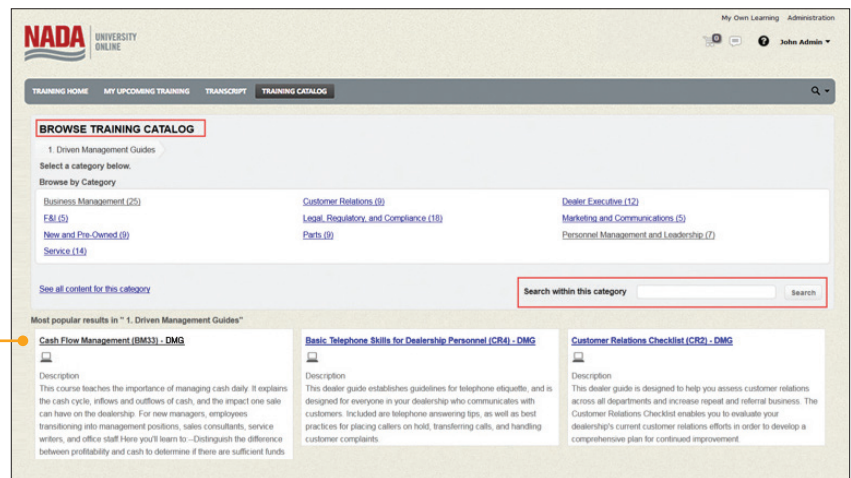 My Own Learning Administration
NADA UNIVERSITY ONLINE
0 ? John Admin
TRAINING HOME MY UPCOMING TRAINING TRANSCRIPT TRAINING CATALOG
BROWSE TRAINING CATALOG
1. Driven Management Guides
Select a category below.
Browse by Category
Business Management (25) Customer Relations (9) Dealer Executive (12)
F&I (5) Legal, Regulatory, and Compliance (18) Marketing and Communications (5)
New and Pre-Owned (9) Parts (9) Personnel Management and Leadership (7)
Service (14)
See all content for this category Search within this category Search
Most popular results in " 1. Driven Management Guides"
Cash Flow Management (BM33) - DMG
Description
This course teaches the importance of managing cash daily. It explains
the cash cycle, inflows and outflows of cash, and the impact one sale
can have on the dealership. For new managers, employees
transitioning into management positions, sales consultants, service
writers, and office staff Here you'll learn to --Distinguish the difference
between profitability and cash to determine if there are sufficient funds
Basic Telephone Skills for Dealership Personnel (CR4) - DMG
Description
This dealer guide establishes guidelines for telephone etiquette, and is
designed for everyone in your dealership who communicates with
customers. Included are telephone answering tips, as well as best
practices for placing callers on hold, transferring calls, and handling
customer complaints.
Customer Relations Checklist (CR2) - DMG
Description
This dealer guide is designed to help you assess customer relations
across all departments and increase repeat and referral business. The
Customer Relations Checklist enables you to evaluate your
dealership's current customer relations efforts in order to develop a
comprehensive plan for continued improvement.